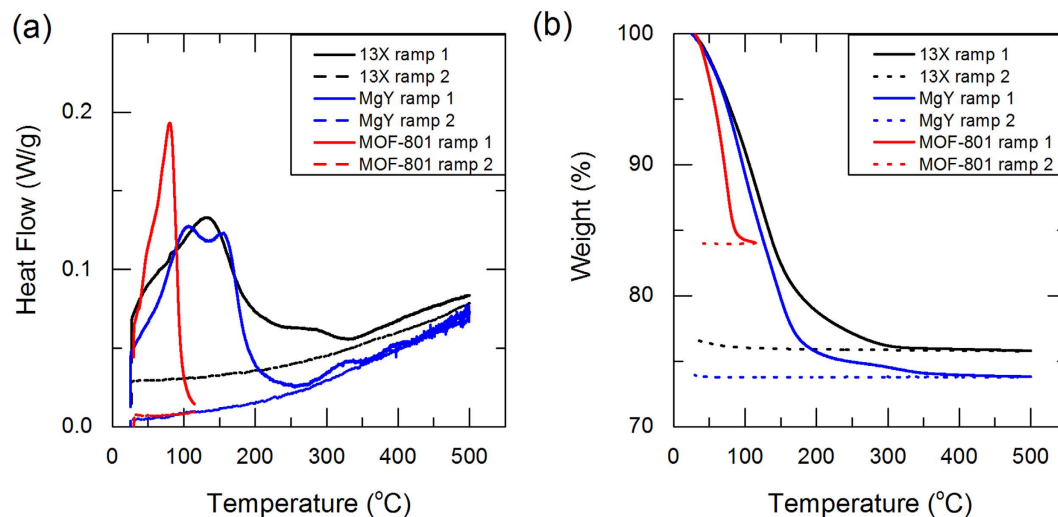 (a)
0.2
0.1
0.0
Heat Flow (W/g)
13X ramp 1
13X ramp 2
MgY ramp 1
MgY ramp 2
MOF-801 ramp 1
MOF-801 ramp 2
0 100 200 300 400 500
Temperature (°C)
(b)
100
90
80
70
Weight (%)
13X ramp 1
13X ramp 2
MgY ramp 1
MgY ramp 2
MOF-801 ramp 1
MOF-801 ramp 2
0 100 200 300 400 500
Temperature (°C)